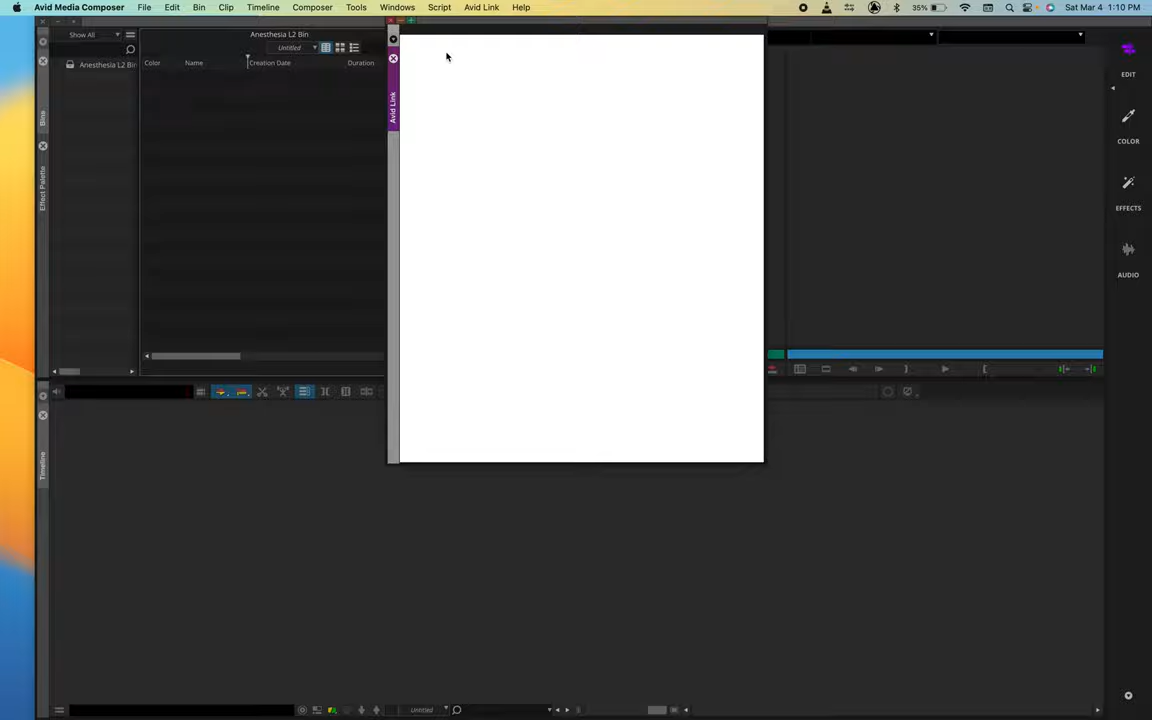 Avid Media Composer File Edit Bin Clip Timeline Composer Tools Windows Script Avid Link Help 35% Sat Mar 4 1:10 PM
Show All
Anesthesia L2 Bin
Untitled
Anesthesia L2 Bin
Color Name Creation Date Duration
Bins
Effect Palette
Avid Link
EDIT
COLOR
EFFECTS
AUDIO
Timeline
Untitled